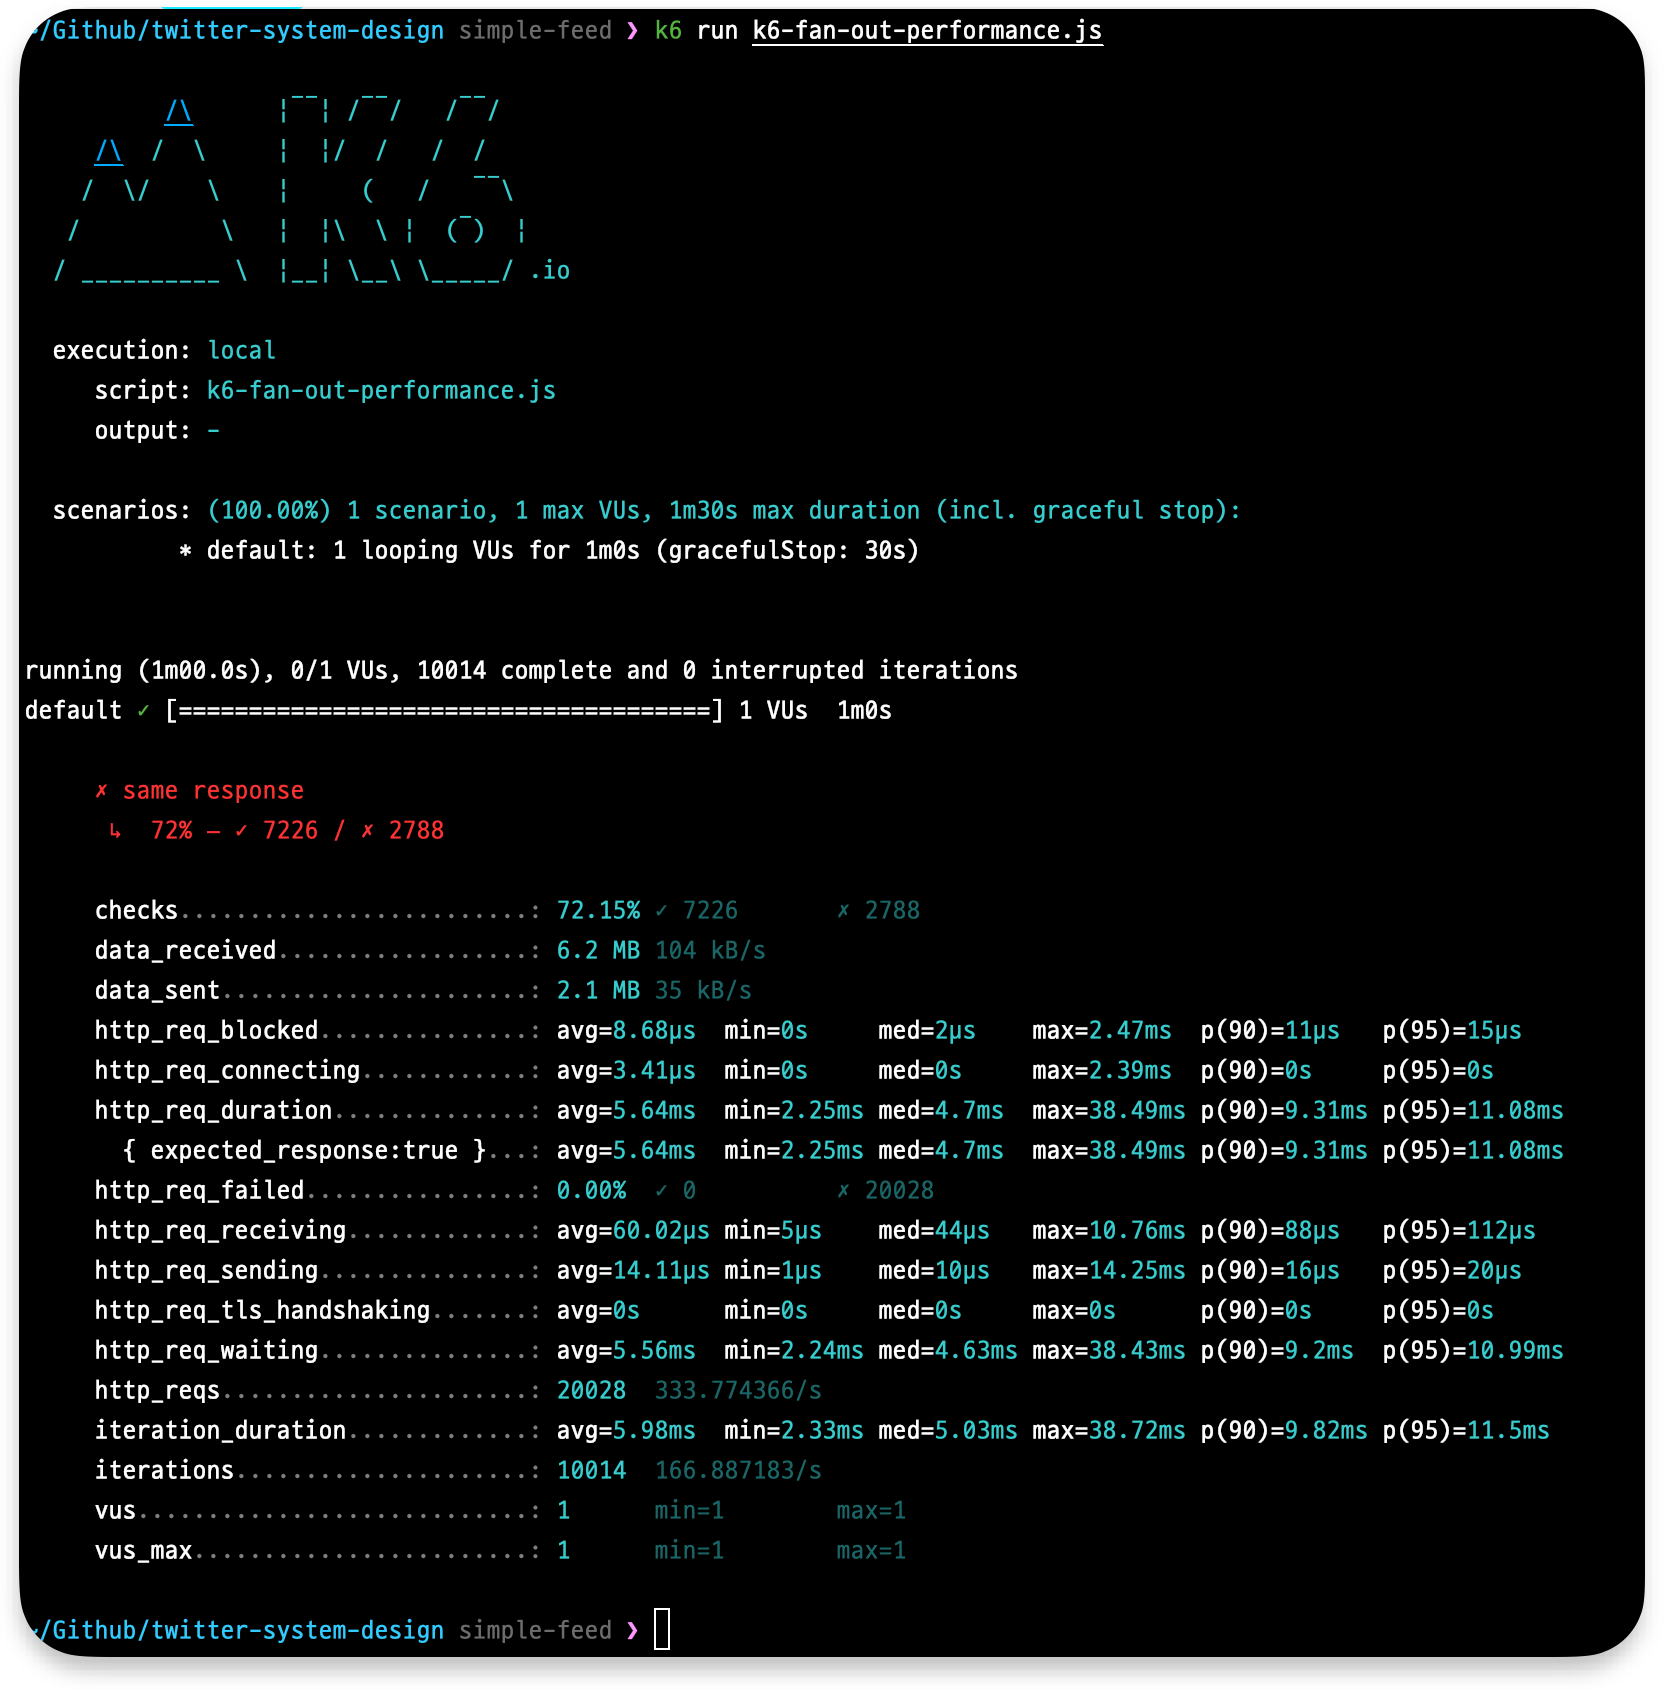 ~/Github/twitter-system-design simple-feed ❯ k6 run k6-fan-out-performance.js
.io
execution: local
script: k6-fan-out-performance.js
output: -
scenarios: (100.00%) 1 scenario, 1 max VUs, 1m30s max duration (incl. graceful stop):
* default: 1 looping VUs for 1m0s (gracefulStop: 30s)
running (1m00.0s), 0/1 VUs, 10014 complete and 0 interrupted iterations
default ✓ [======================================] 1 VUs  1m0s
✗ same response
↳  72% — ✓ 7226 / ✗ 2788
checks.........................: 72.15% ✓ 7226       ✗ 2788
data_received..................: 6.2 MB 104 kB/s
data_sent......................: 2.1 MB 35 kB/s
http_req_blocked...............: avg=8.68µs  min=0s     med=2µs    max=2.47ms  p(90)=11µs   p(95)=15µs
http_req_connecting............: avg=3.41µs  min=0s     med=0s     max=2.39ms  p(90)=0s     p(95)=0s
http_req_duration..............: avg=5.64ms  min=2.25ms med=4.7ms  max=38.49ms p(90)=9.31ms p(95)=11.08ms
{ expected_response:true }...: avg=5.64ms  min=2.25ms med=4.7ms  max=38.49ms p(90)=9.31ms p(95)=11.08ms
http_req_failed................: 0.00%  ✓ 0          ✗ 20028
http_req_receiving.............: avg=60.02µs min=5µs    med=44µs   max=10.76ms p(90)=88µs   p(95)=112µs
http_req_sending...............: avg=14.11µs min=1µs    med=10µs   max=14.25ms p(90)=16µs   p(95)=20µs
http_req_tls_handshaking.......: avg=0s      min=0s     med=0s     max=0s      p(90)=0s     p(95)=0s
http_req_waiting...............: avg=5.56ms  min=2.24ms med=4.63ms max=38.43ms p(90)=9.2ms  p(95)=10.99ms
http_reqs......................: 20028  333.774366/s
iteration_duration.............: avg=5.98ms  min=2.33ms med=5.03ms max=38.72ms p(90)=9.82ms p(95)=11.5ms
iterations.....................: 10014  166.887183/s
vus............................: 1      min=1        max=1
vus_max........................: 1      min=1        max=1
~/Github/twitter-system-design simple-feed ❯